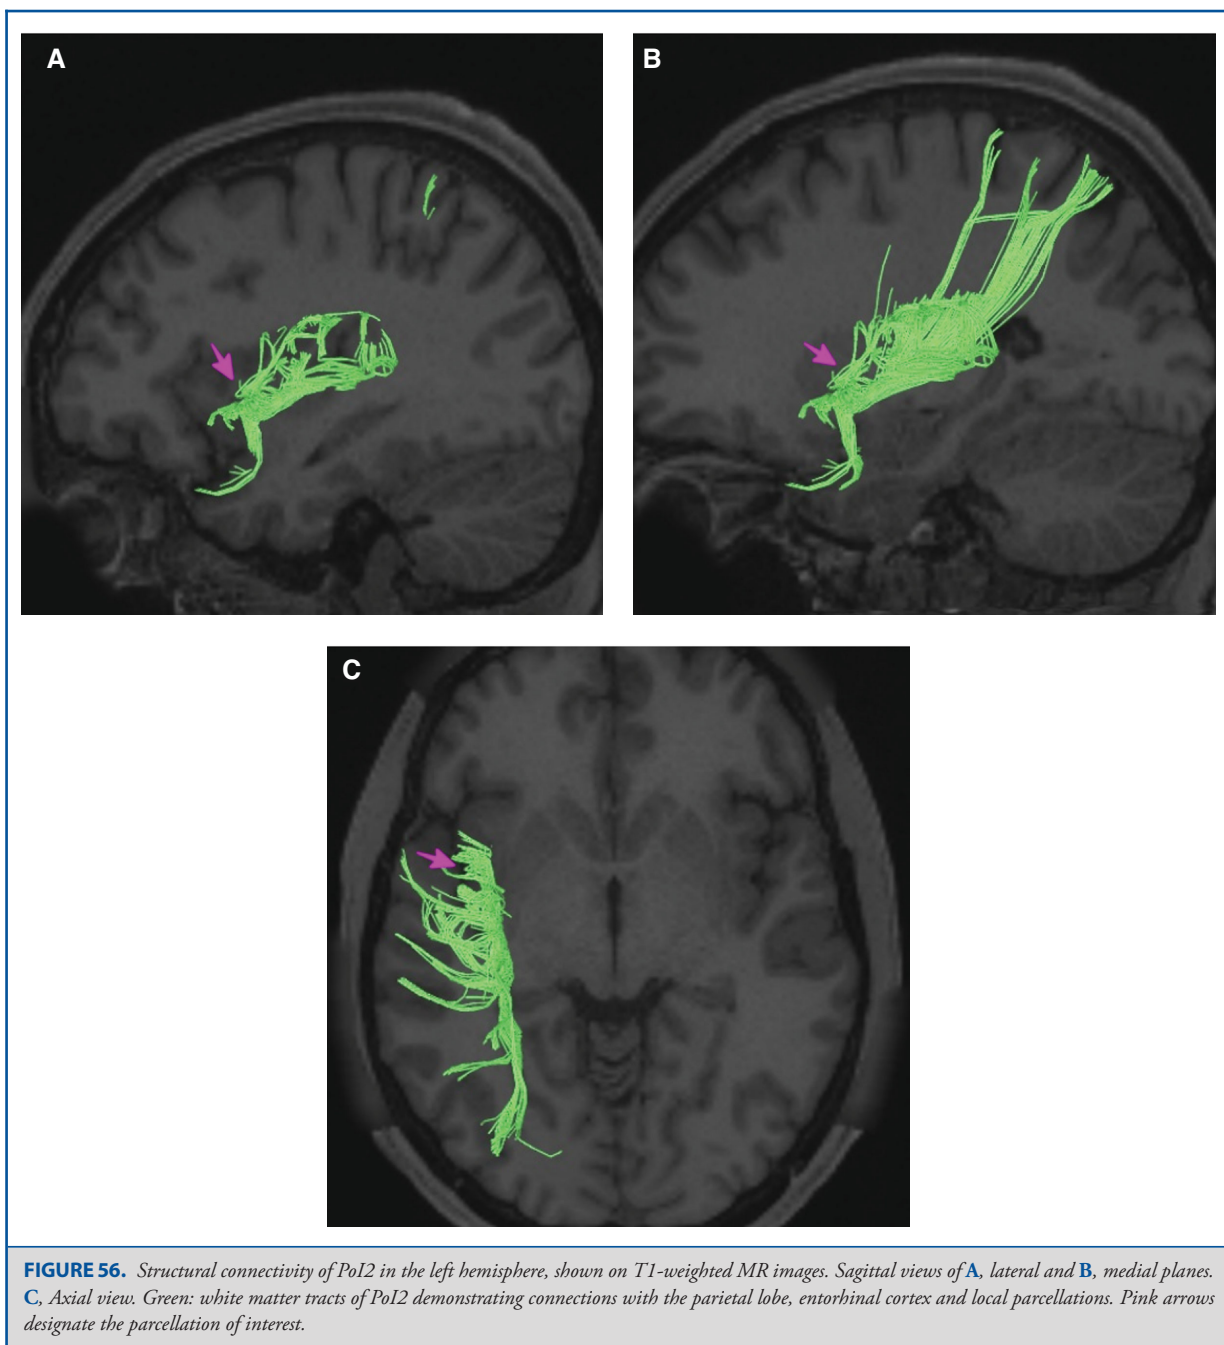 A
B
C
FIGURE 56. Structural connectivity of PoI2 in the left hemisphere, shown on T1-weighted MR images. Sagittal views of A, lateral and B, medial planes.
C, Axial view. Green: white matter tracts of PoI2 demonstrating connections with the parietal lobe, entorhinal cortex and local parcellations. Pink arrows
designate the parcellation of interest.